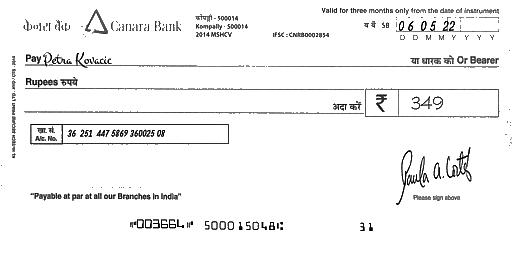 केनरा बैंक Canara Bank
कोंपल्ली - 500014
Kompally - 500014
2014 MSHCV
IFSC : CNRB0002854
Valid for three months only from the date of instrument
06 05 22
D D M M Y Y Y Y
Pay Petra Kovacic या धारक को Or Bearer
Rupees रुपये
अदा करें ₹ 349
खा. सं.
A/c. No. 36 251 447 5869 360025 08
Paula A. Costa
Please sign above
"Payable at par at all our Branches in India"
⑈003664⑈ 500015048⑆ 31